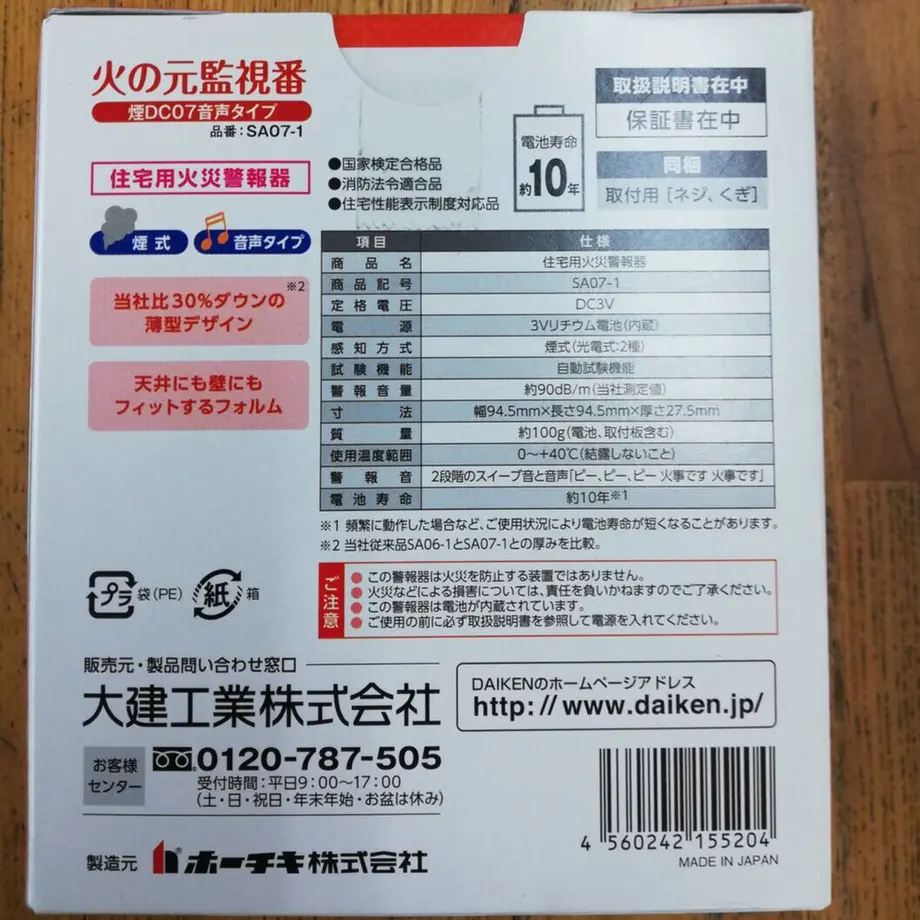 火の元監視番
煙DC07音声タイプ
品番：SA07-1
住宅用火災警報器
煙式
音声タイプ
当社比30%ダウンの
薄型デザイン
※2
天井にも壁にも
フィットするフォルム
●国家検定合格品
●消防法令適合品
●住宅性能表示制度対応品
電池寿命
約10年
取扱説明書在中
保証書在中
同梱
取付用［ネジ、くぎ］
項目 仕様
商品名 住宅用火災警報器
商品記号 SA07-1
定格電圧 DC3V
電源 3Vリチウム電池(内蔵)
感知方式 煙式(光電式:2種)
試験機能 自動試験機能
警報音量 約90dB/m(当社測定値)
寸法 幅94.5mm×長さ94.5mm×厚さ27.5mm
質量 約100g(電池、取付板含む)
使用温度範囲 0～+40℃(結露しないこと)
警報音 2段階のスイープ音と音声「ピー、ピー、ピー 火事です 火事です」
電池寿命 約10年※1
※1 頻繁に動作した場合など、ご使用状況により電池寿命が短くなることがあります。
※2 当社従来品SA06-1とSA07-1との厚みを比較。
プラ 袋(PE) 紙 箱
ご注意
● この警報器は火災を防止する装置ではありません。
● 火災などによる損害については、責任を負いかねますのでご了承ください。
● この警報器は電池が内蔵されています。
● ご使用の前に必ず取扱説明書を参照して電源を入れてください。
販売元・製品問い合わせ窓口
大建工業株式会社
DAIKENのホームページアドレス
http://www.daiken.jp/
お客様
センター
0120-787-505
受付時間：平日9：00～17：00
(土・日・祝日・年末年始・お盆は休み)
製造元 ホーチキ株式会社
4 560242 155204
MADE IN JAPAN